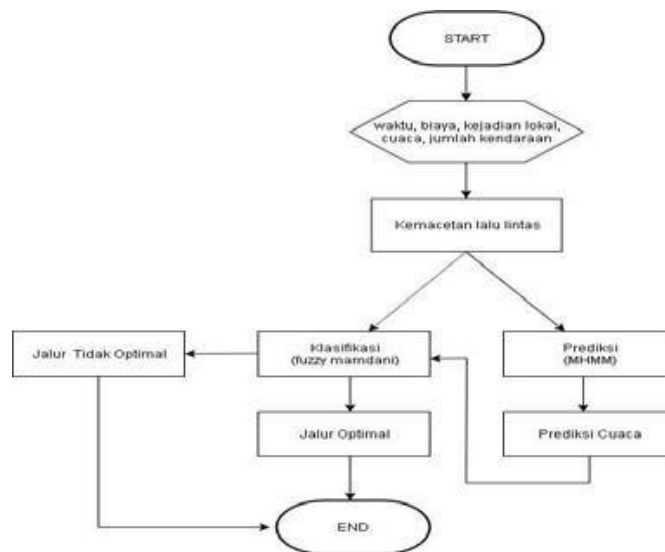 START
waktu, biaya, kejadian lokal,
cuaca, jumlah kendaraan
Kemacetan lalu lintas
Jalur Tidak Optimal
Klasifikasi
(fuzzy mamdani)
Prediksi
(MHMM)
Jalur Optimal
Prediksi Cuaca
END